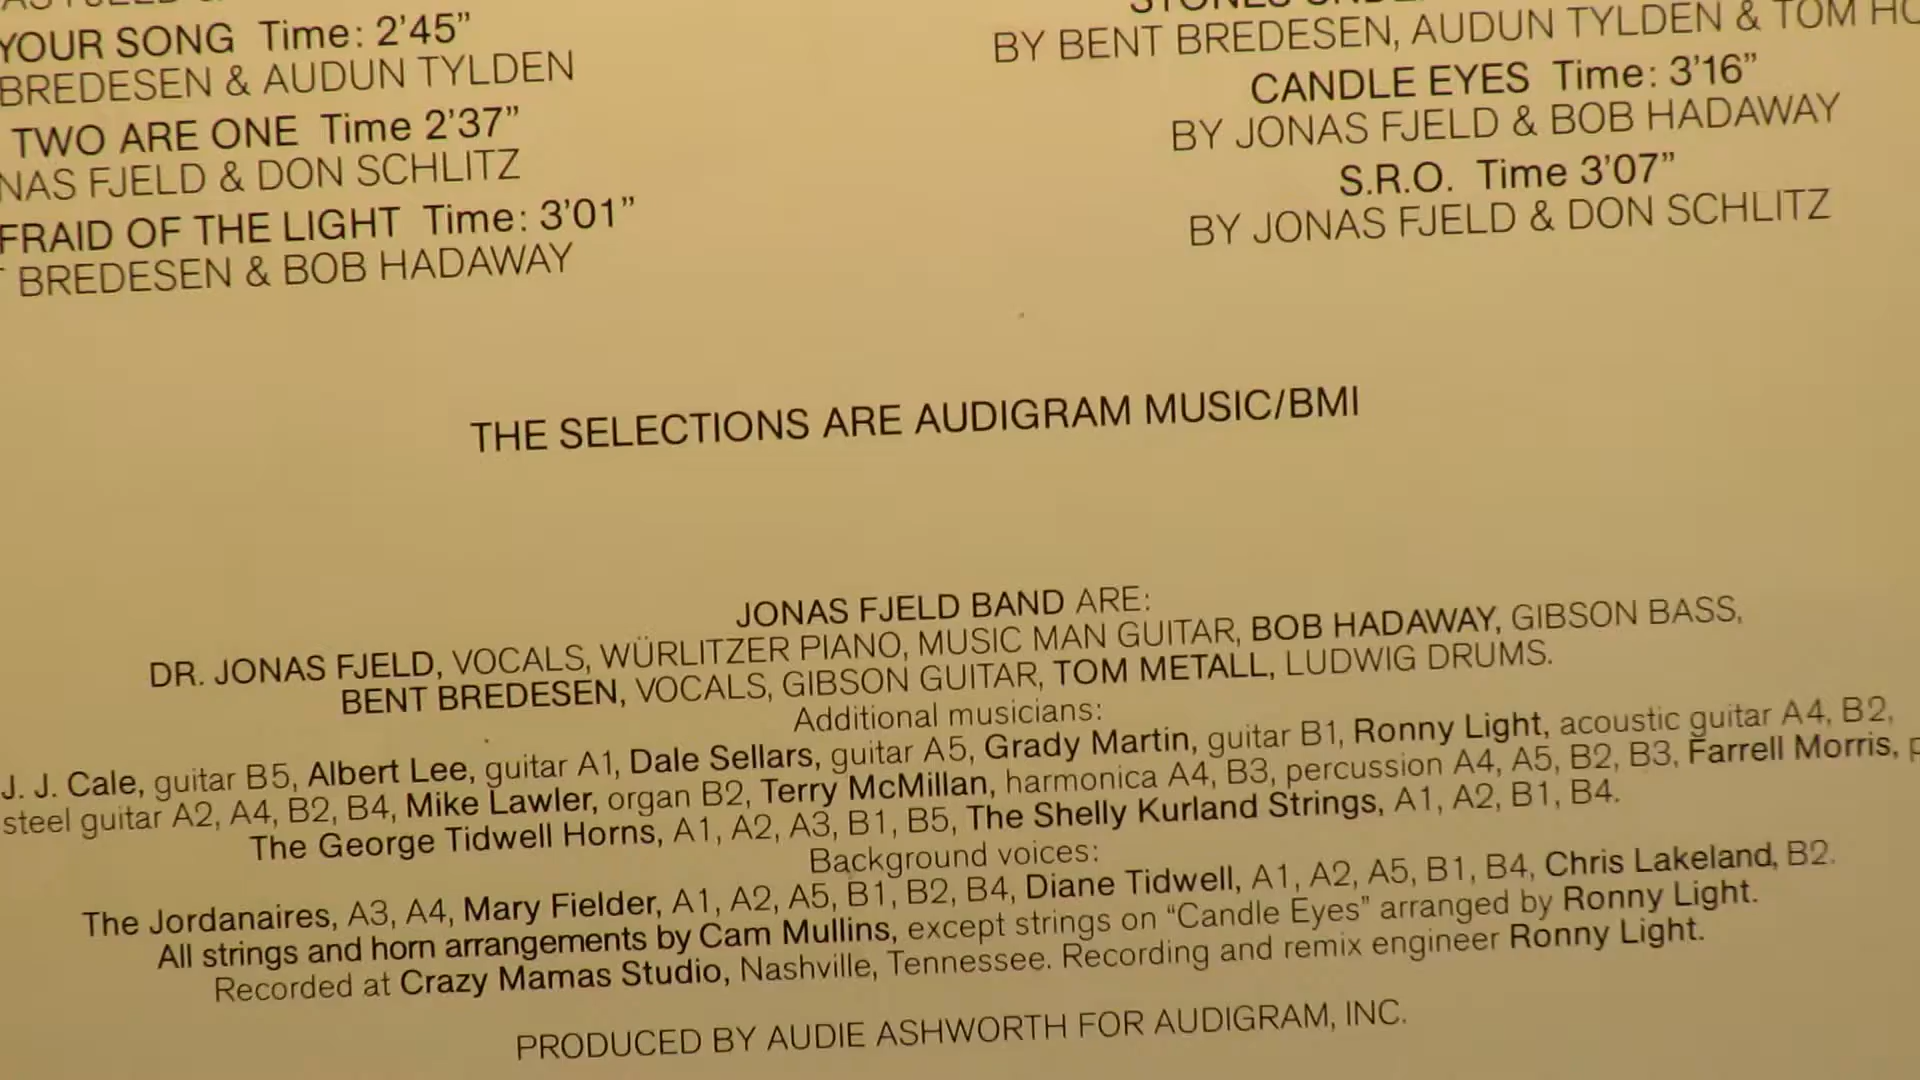 YOUR SONG Time: 2'45”
BREDESEN & AUDUN TYLDEN
TWO ARE ONE Time 2'37”
FJELD & DON SCHLITZ
OF THE LIGHT Time: 3'01”
BREDESEN & BOB HADAWAY
BY BENT BREDESEN, AUDUN TYLDEN & TOM
CANDLE EYES Time: 3'16”
BY JONAS FJELD & BOB HADAWAY
S.R.O. Time 3'07”
BY JONAS FJELD & DON SCHLITZ
THE SELECTIONS ARE AUDIGRAM MUSIC/BMI
JONAS FJELD BAND ARE:
DR. JONAS FJELD, VOCALS, WÜRLITZER PIANO, MUSIC MAN GUITAR, BOB HADAWAY, GIBSON BASS,
BENT BREDESEN, VOCALS, GIBSON GUITAR, TOM METALL, LUDWIG DRUMS.
Additional musicians:
J. J. Cale, guitar B5, Albert Lee, guitar A1, Dale Sellars, guitar A5, Grady Martin, guitar B1, Ronny Light, acoustic guitar A4, B2,
steel guitar A2, A4, B2, B4, Mike Lawler, organ B2, Terry McMillan, harmonica A4, B3, percussion A4, A5, B2, B3, Farrell Morris,
The George Tidwell Horns, A1, A2, A3, B1, B5, The Shelly Kurland Strings, A1, A2, B1, B4.
Background voices:
The Jordanaires, A3, A4, Mary Fielder, A1, A2, A5, B1, B2, B4, Diane Tidwell, A1, A2, A5, B1, B4, Chris Lakeland, B2.
All strings and horn arrangements by Cam Mullins, except strings on “Candle Eyes” arranged by Ronny Light.
Recorded at Crazy Mamas Studio, Nashville, Tennessee. Recording and remix engineer Ronny Light.
PRODUCED BY AUDIE ASHWORTH FOR AUDIGRAM, INC.